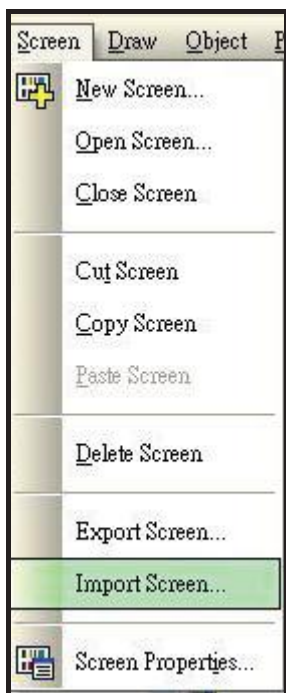 Screen Draw Object
New Screen...
Open Screen...
Close Screen
Cut Screen
Copy Screen
Paste Screen
Delete Screen
Export Screen...
Import Screen...
Screen Properties...